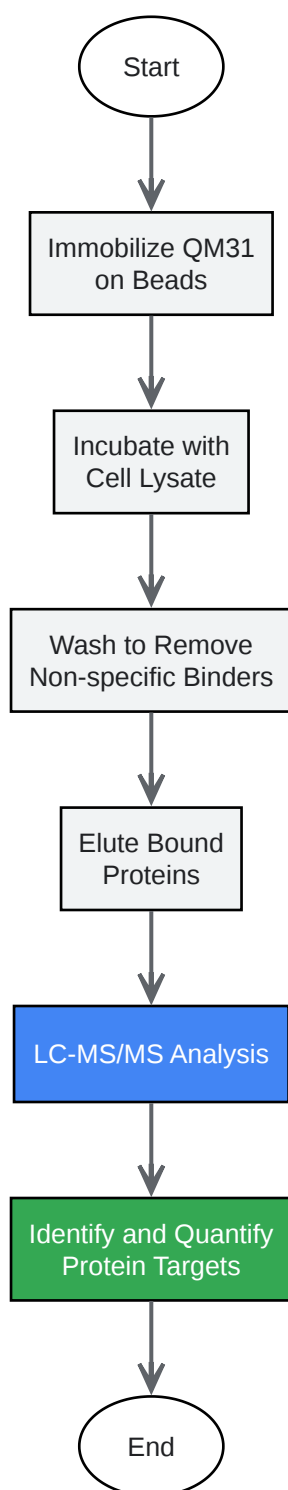 Start
Immobilize QM31
on Beads
Incubate with
Cell Lysate
Wash to Remove
Non-specific Binders
Elute Bound
Proteins
LC-MS/MS Analysis
Identify and Quantify
Protein Targets
End